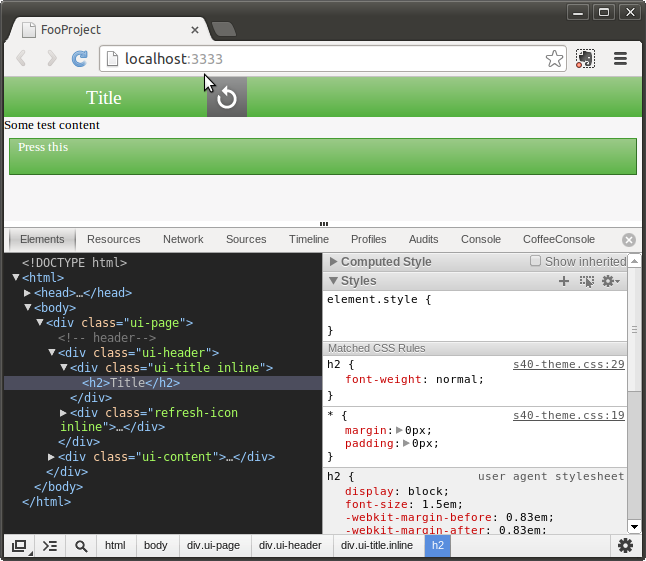 FooProject
localhost:3333
Title
Some test content
Press this
Elements Resources Network Sources Timeline Profiles Audits Console CoffeeConsole
<!DOCTYPE html>
<html>
<head>…</head>
<body>
<div class="ui-page">
<!-- header-->
<div class="ui-header">
<div class="ui-title inline">
<h2>Title</h2>
</div>
<div class="refresh-icon
inline">…</div>
</div>
<div class="ui-content">…</div>
</div>
</body>
</html>
Computed Style Show inherited
Styles
element.style {
}
Matched CSS Rules
h2 { s40-theme.css:29
font-weight: normal;
}
* { s40-theme.css:19
margin: 0px;
padding: 0px;
}
h2 { user agent stylesheet
display: block;
font-size: 1.5em;
-webkit-margin-before: 0.83em;
-webkit-margin-after: 0.83em;
html body div.ui-page div.ui-header div.ui-title.inline h2